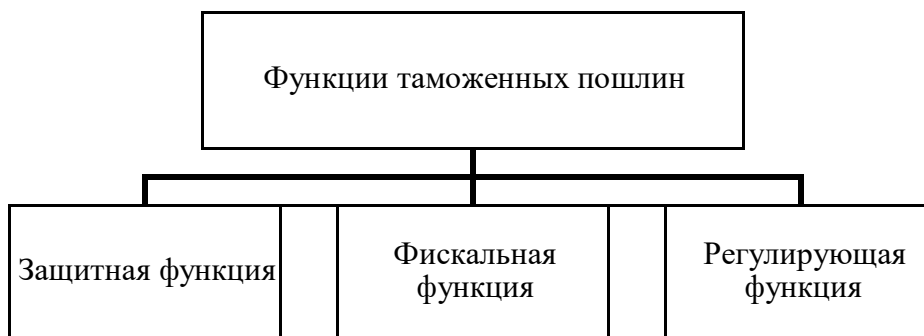 Функции таможенных пошлин
Защитная функция
Фискальная
функция
Регулирующая
функция